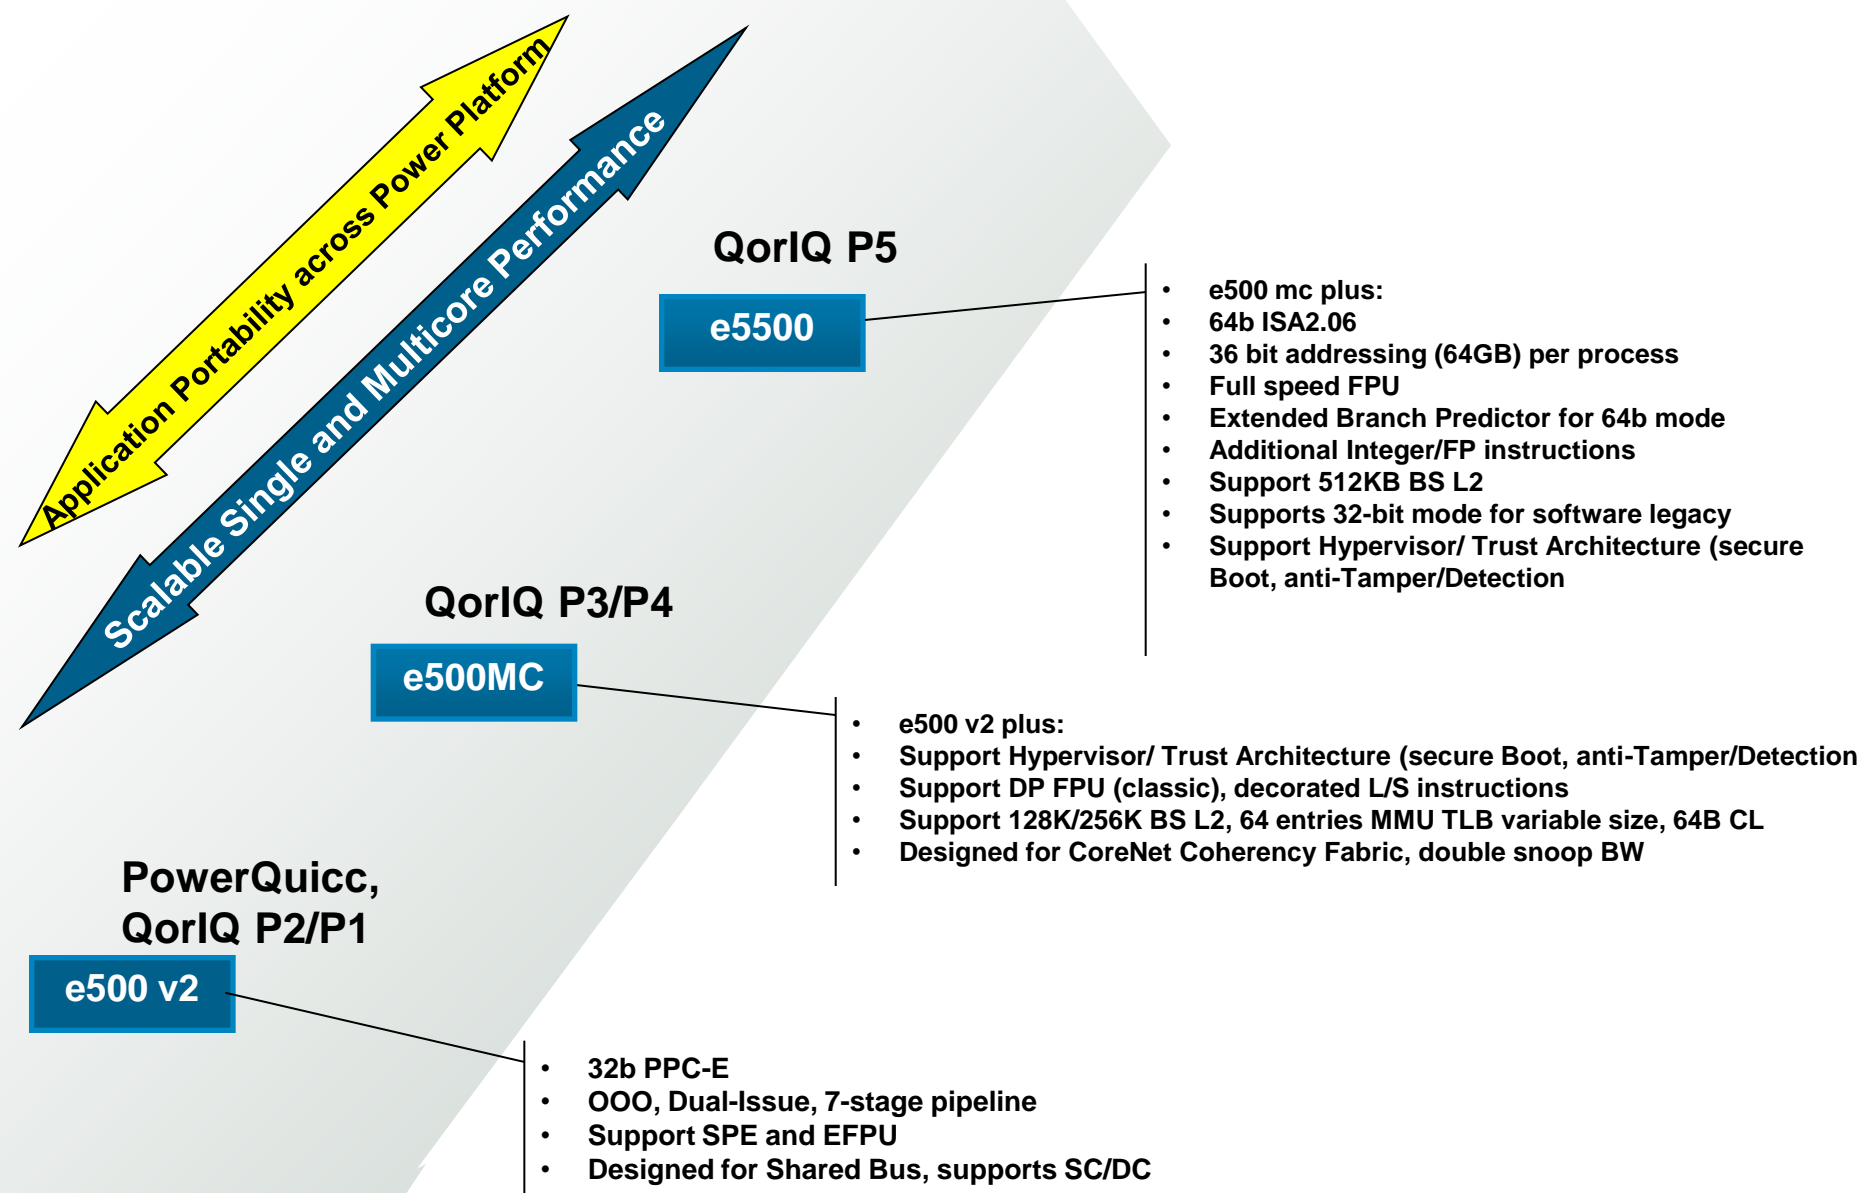 Application Portability across Power Platform
Scalable Single and Multicore Performance
QorIQ P5
e5500
• e500 mc plus:
• 64b ISA2.06
• 36 bit addressing (64GB) per process
• Full speed FPU
• Extended Branch Predictor for 64b mode
• Additional Integer/FP instructions
• Support 512KB BS L2
• Supports 32-bit mode for software legacy
• Support Hypervisor/ Trust Architecture (secure
Boot, anti-Tamper/Detection
QorIQ P3/P4
e500MC
• e500 v2 plus:
• Support Hypervisor/ Trust Architecture (secure Boot, anti-Tamper/Detection
• Support DP FPU (classic), decorated L/S instructions
• Support 128K/256K BS L2, 64 entries MMU TLB variable size, 64B CL
• Designed for CoreNet Coherency Fabric, double snoop BW
PowerQuicc,
QorIQ P2/P1
e500 v2
• 32b PPC-E
• OOO, Dual-Issue, 7-stage pipeline
• Support SPE and EFPU
• Designed for Shared Bus, supports SC/DC